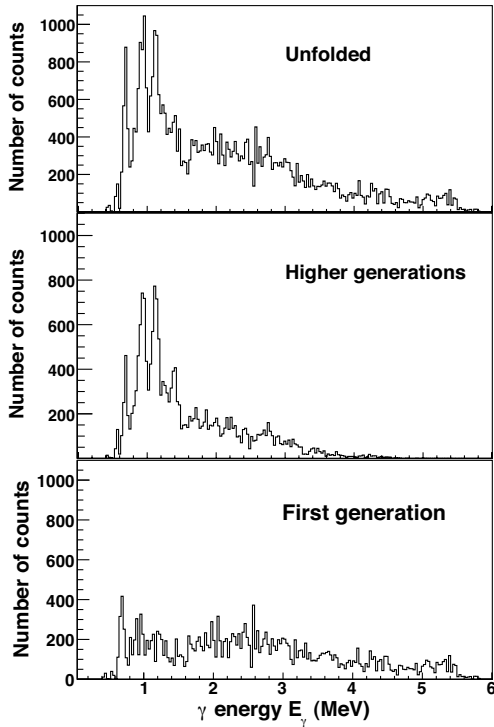 1000
800
600
400
200
Number of counts
Unfolded
1000
800
600
400
200
Number of counts
Higher generations
1000
800
600
400
200
0
Number of counts
First generation
0 1 2 3 4 5 6
γ energy Eγ (MeV)